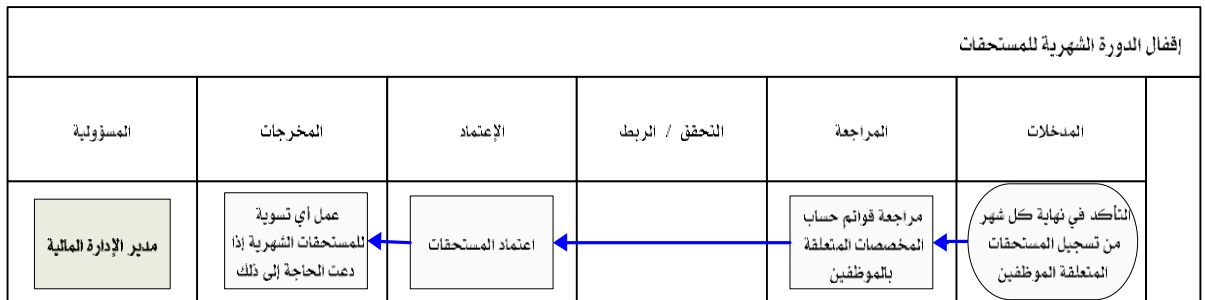 إقفال الدورة الشهرية للمستحقات
المدخلات
المراجعة
التحقق / الربط
الإعتماد
المخرجات
المسؤولية
التأكد في نهاية كل شهر
من تسجيل المستحقات
المتعلقة الموظفين
مراجعة قوائم حساب
المخصصات المتعلقة
بالموظفين
اعتماد المستحقات
عمل أي تسوية
للمستحقات الشهرية إذا
دعت الحاجة إلى ذلك
مدير الإدارة المالية